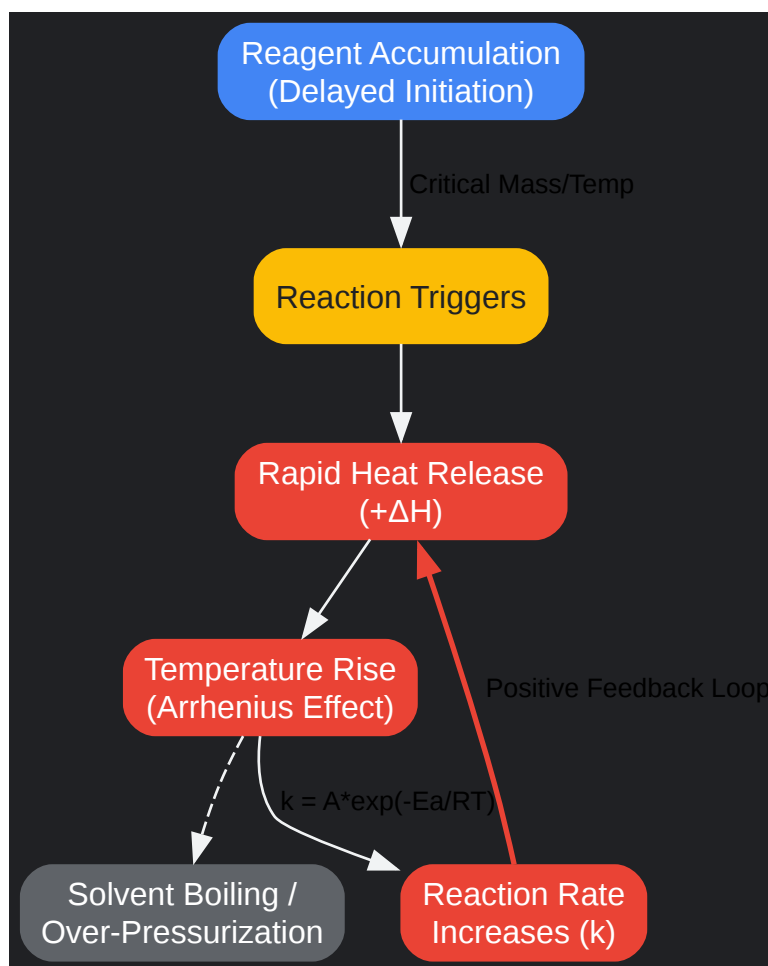 Reagent Accumulation
(Delayed Initiation)
Critical Mass/Temp
Reaction Triggers
Rapid Heat Release
(+ΔH)
Temperature Rise
(Arrhenius Effect)
Positive Feedback Loop
k = A*exp(-Ea/RT)
Solvent Boiling /
Over-Pressurization
Reaction Rate
Increases (k)